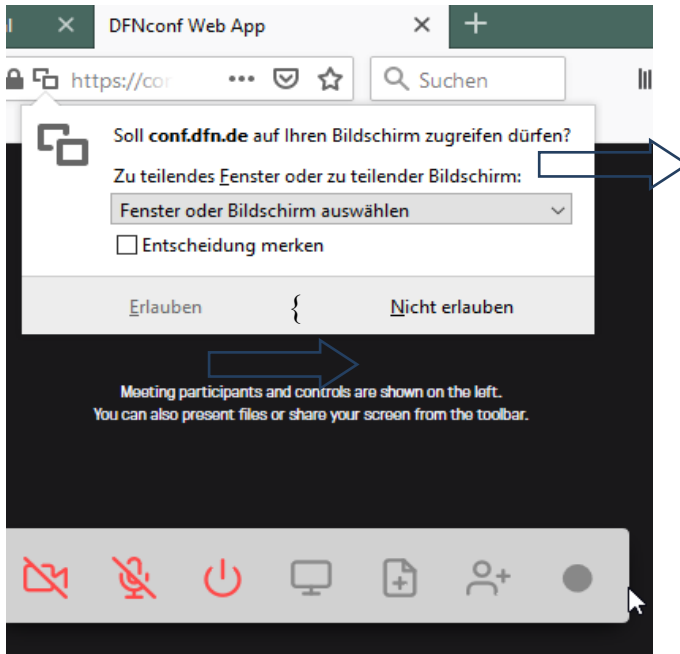 DFNconf Web App
https://con
Suchen
Soll conf.dfn.de auf Ihren Bildschirm zugreifen dürfen?
Zu teilendes Fenster oder zu teilender Bildschirm:
Fenster oder Bildschirm auswählen
Entscheidung merken
Erlauben { Nicht erlauben
Meeting participants and controls are shown on the left.
You can also present files or share your screen from the toolbar.